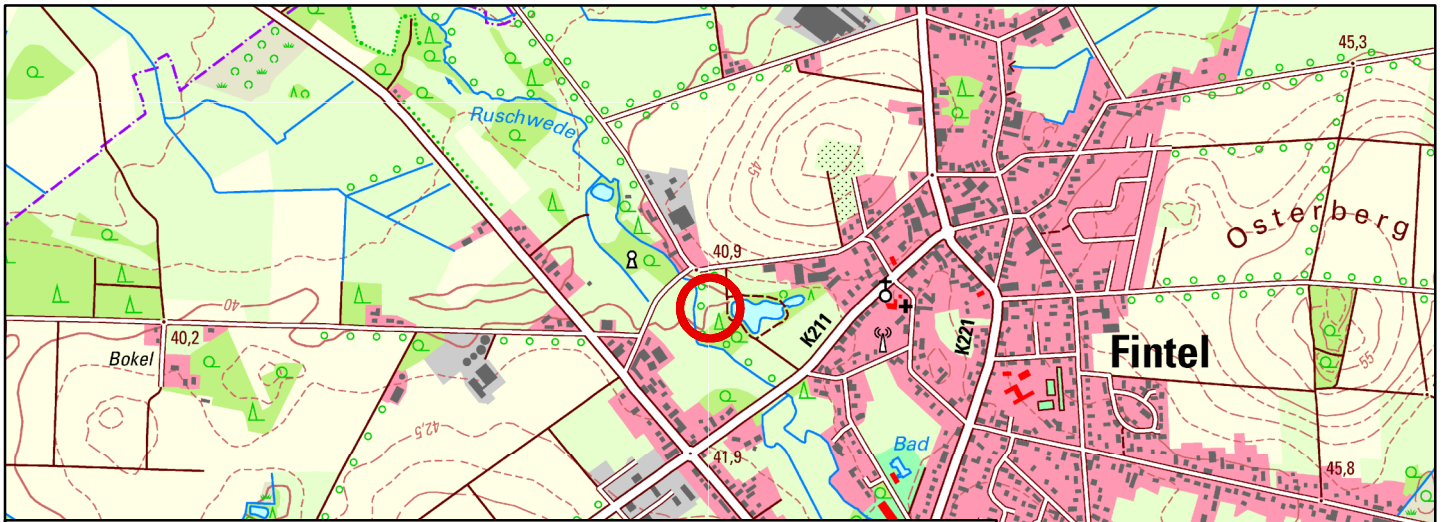 45,3
Ruschwede
45
Osterberg
40,9
40
K211
K221
40,2
Bokel
Fintel
55
42,5
Bad
41,9
45,8